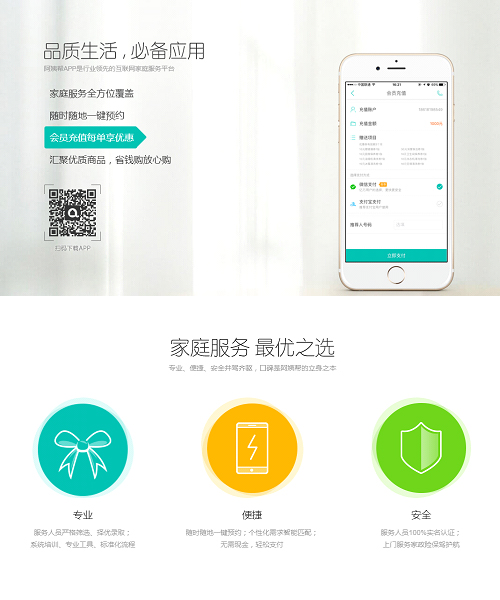 品质生活,必备应用
阿姨帮APP是行业领先的互联网家庭服务平台
家庭服务全方位覆盖
随时随地一键预约
会员充值每单享优惠
汇聚优质商品，省钱购放心购
扫码下载APP
16:21
会员充值
充值账户
充值金额
赠送项目
微信支付
支付宝支付
推荐人号码
立即支付
家庭服务 最优之选
专业、便捷、安全并驾齐驱，口碑是阿姨帮的立身之本
专业
服务人员严格筛选、择优录取；
系统培训、专业工具、标准化流程
便捷
随时随地一键预约；个性化需求智能匹配；
无需现金，轻松支付
安全
服务人员100%实名认证；
上门服务家政险保驾护航